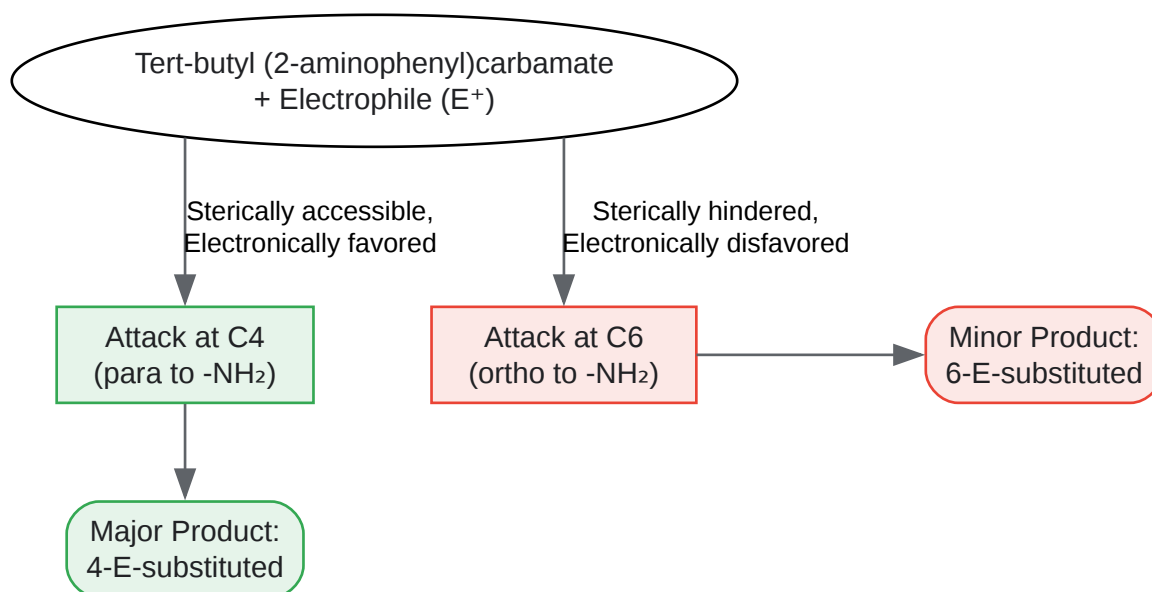 Tert-butyl (2-aminophenyl)carbamate
+ Electrophile (E⁺)
Sterically accessible,
Electronically favored
Sterically hindered,
Electronically disfavored
Attack at C4
(para to -NH₂)
Attack at C6
(ortho to -NH₂)
Minor Product:
6-E-substituted
Major Product:
4-E-substituted